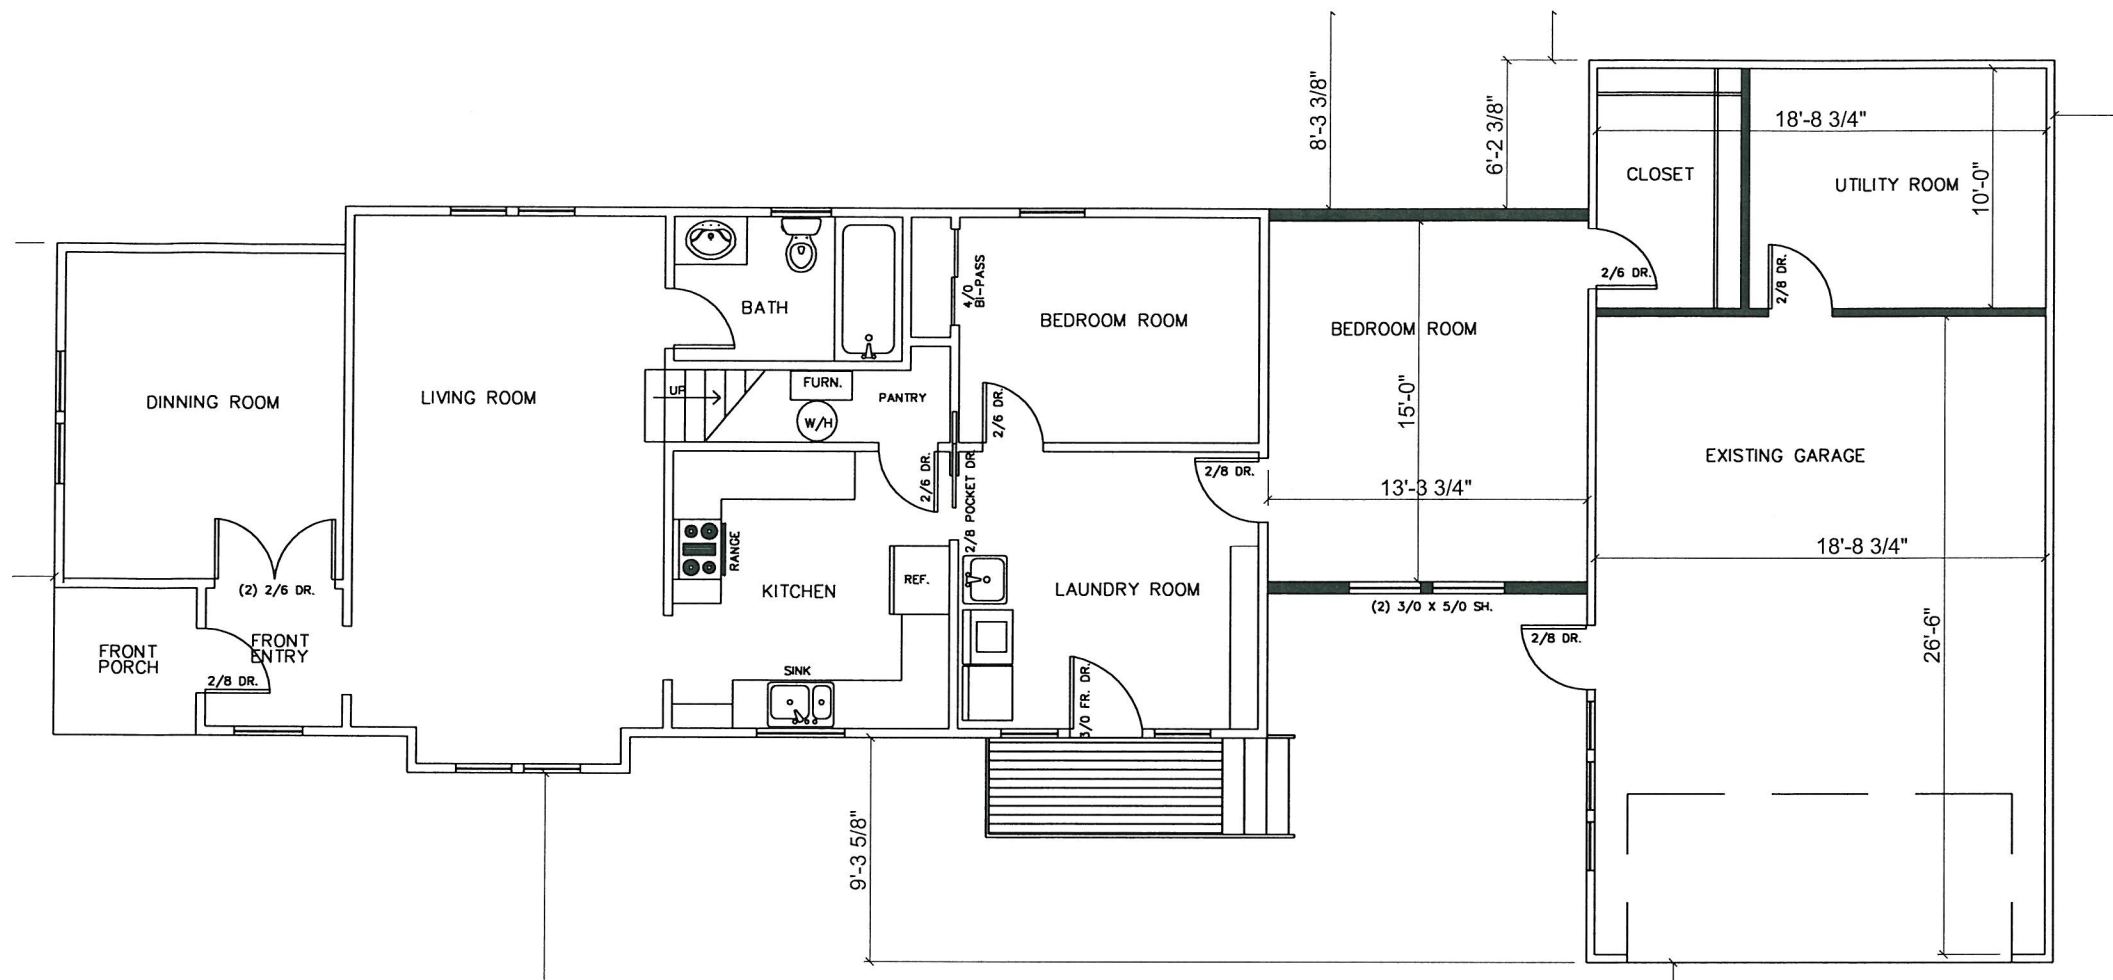 8'-3 3/8"
6'-2 3/8"
18'-8 3/4"
CLOSET
UTILITY ROOM
10'-0"
2/6 DR.
2/8 DR.
4/0
BI-PASS
BATH
BEDROOM ROOM
BEDROOM ROOM
DINNING ROOM
LIVING ROOM
UP
FURN.
W/H
PANTRY
2/6 DR.
15'-0"
EXISTING GARAGE
2/6 DR.
2/8 POCKET DR.
2/8 DR.
13'-3 3/4"
18'-8 3/4"
RANGE
REF.
KITCHEN
LAUNDRY ROOM
(2) 2/6 DR.
(2) 3/0 X 5/0 SH.
2/8 DR.
26'-6"
FRONT
PORCH
FRONT
ENTRY
2/8 DR.
SINK
3/0 FR. DR.
9'-3 5/8"